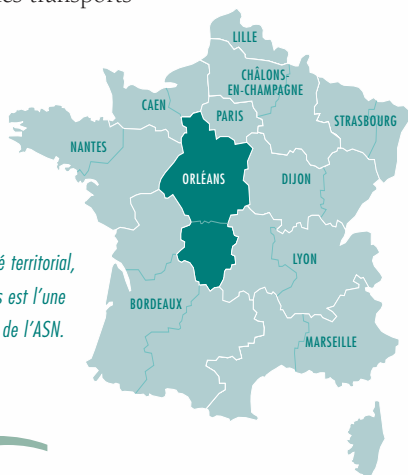 es transports
LILLE
CHÂLONS-
EN-CHAMPAGNE
CAEN
PARIS
STRASBOURG
NANTES
ORLÉANS
DIJON
é territorial,
s est l'une
de l'ASN.
LYON
BORDEAUX
MARSEILLE